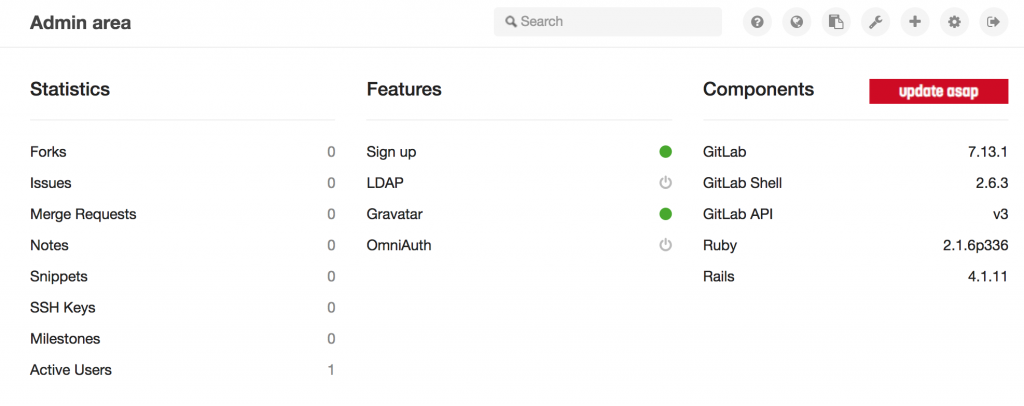 Admin area
Search
Statistics
Forks 0
Issues 0
Merge Requests 0
Notes 0
Snippets 0
SSH Keys 0
Milestones 0
Active Users 1
Features
Sign up
LDAP
Gravatar
OmniAuth
Components
update asap
GitLab 7.13.1
GitLab Shell 2.6.3
GitLab API v3
Ruby 2.1.6p336
Rails 4.1.11